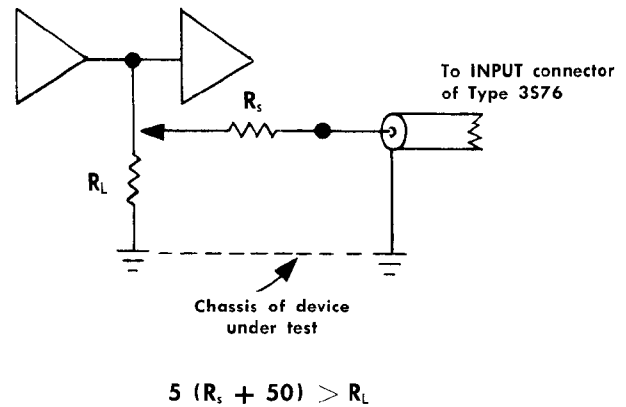 To INPUT connector
of Type 3S76
Rs
RL
Chassis of device
under test
5 (Rs + 50) > RL